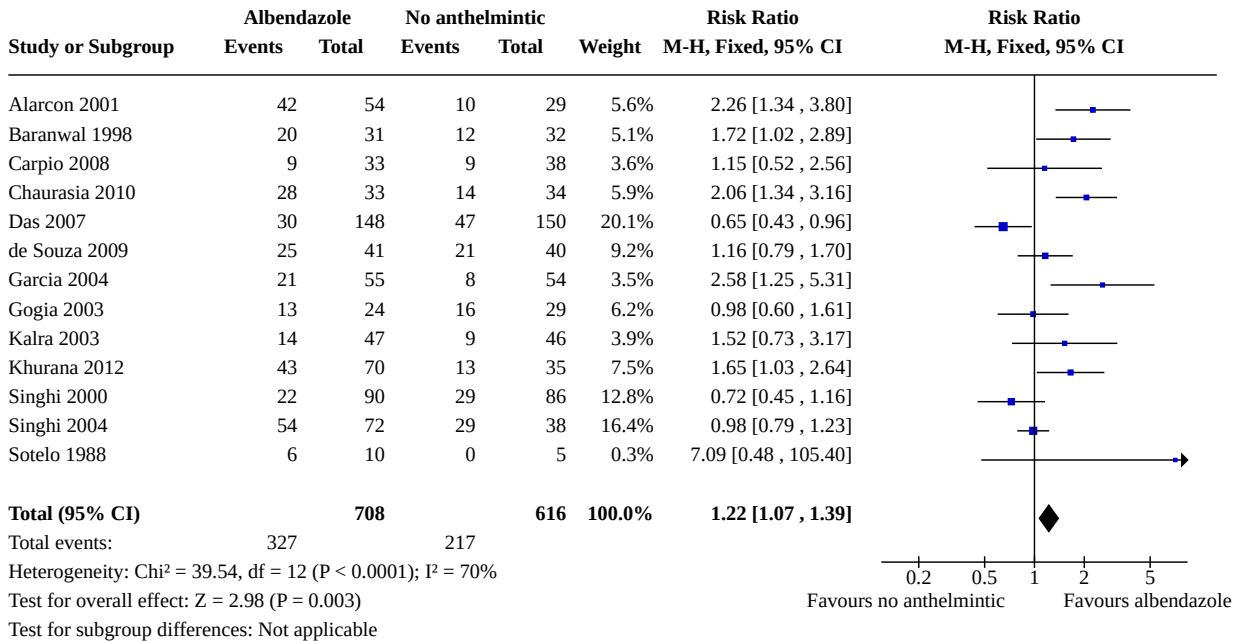 Albendazole No anthelmintic Risk Ratio Risk Ratio
Study or Subgroup Events Total Events Total Weight M-H, Fixed, 95% CI M-H, Fixed, 95% CI
Alarcon 2001 42 54 10 29 5.6% 2.26 [1.34 , 3.80]
Baranwal 1998 20 31 12 32 5.1% 1.72 [1.02 , 2.89]
Carpio 2008 9 33 9 38 3.6% 1.15 [0.52 , 2.56]
Chaurasia 2010 28 33 14 34 5.9% 2.06 [1.34 , 3.16]
Das 2007 30 148 47 150 20.1% 0.65 [0.43 , 0.96]
de Souza 2009 25 41 21 40 9.2% 1.16 [0.79 , 1.70]
Garcia 2004 21 55 8 54 3.5% 2.58 [1.25 , 5.31]
Gogia 2003 13 24 16 29 6.2% 0.98 [0.60 , 1.61]
Kalra 2003 14 47 9 46 3.9% 1.52 [0.73 , 3.17]
Khurana 2012 43 70 13 35 7.5% 1.65 [1.03 , 2.64]
Singhi 2000 22 90 29 86 12.8% 0.72 [0.45 , 1.16]
Singhi 2004 54 72 29 38 16.4% 0.98 [0.79 , 1.23]
Sotelo 1988 6 10 0 5 0.3% 7.09 [0.48 , 105.40]
Total (95% CI) 708 616 100.0% 1.22 [1.07 , 1.39]
Total events: 327 217
Heterogeneity: Chi² = 39.54, df = 12 (P < 0.0001); I² = 70%
0.2 0.5 1 2 5
Test for overall effect: Z = 2.98 (P = 0.003)
Favours no anthelmintic Favours albendazole
Test for subgroup differences: Not applicable